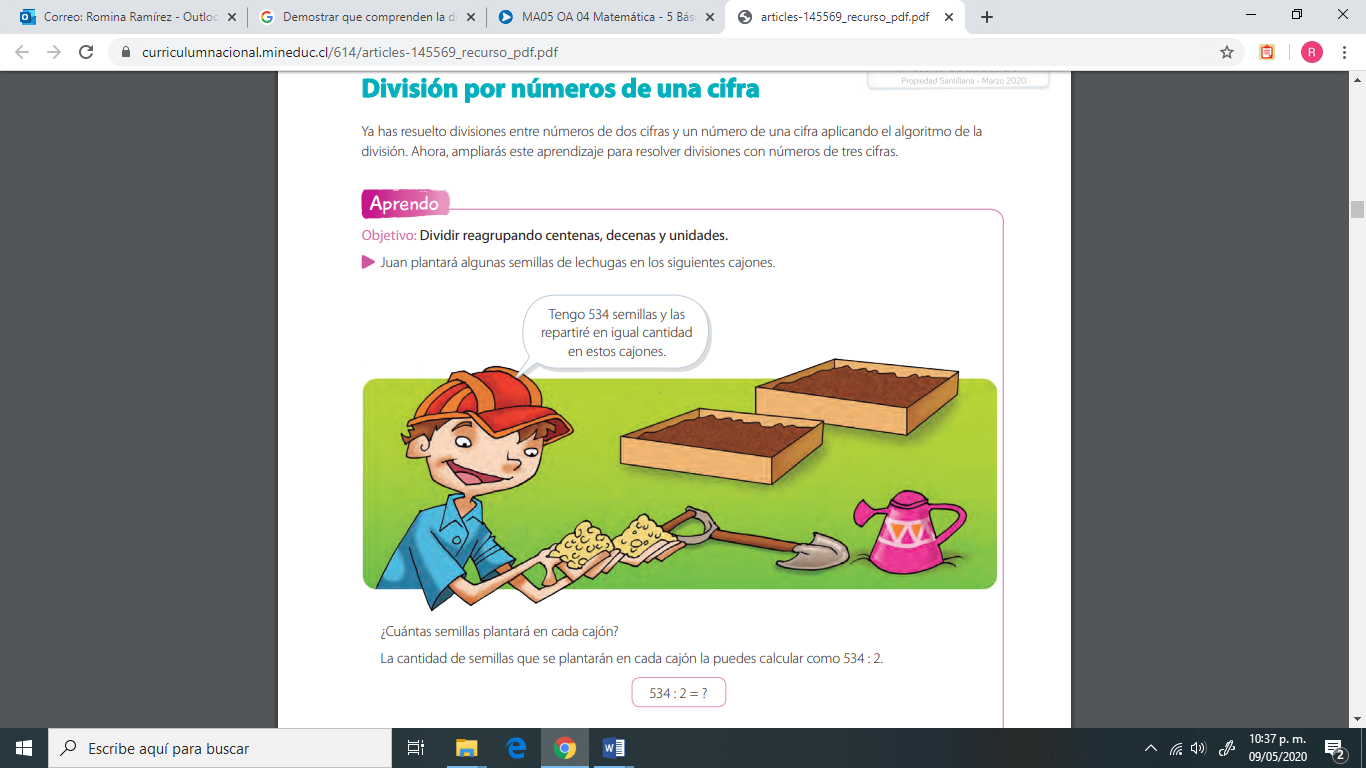 Correo: Romina Ramírez - Outloo
Demostrar que comprenden la di
MA05 OA 04 Matemática - 5 Bási
articles-145569_recurso_pdf.pdf
curriculumnacional.mineduc.cl/614/articles-145569_recurso_pdf.pdf
R
División por números de una cifra
Propiedad Santillana - Marzo 2020
Ya has resuelto divisiones entre números de dos cifras y un número de una cifra aplicando el algoritmo de la
división. Ahora, ampliarás este aprendizaje para resolver divisiones con números de tres cifras.
Aprendo
Objetivo: Dividir reagrupando centenas, decenas y unidades.
Juan plantará algunas semillas de lechugas en los siguientes cajones.
Tengo 534 semillas y las
repartiré en igual cantidad
en estos cajones.
¿Cuántas semillas plantará en cada cajón?
La cantidad de semillas que se plantarán en cada cajón la puedes calcular como 534 : 2.
534 : 2 = ?
Escribe aquí para buscar
10:37 p. m.
09/05/2020
2